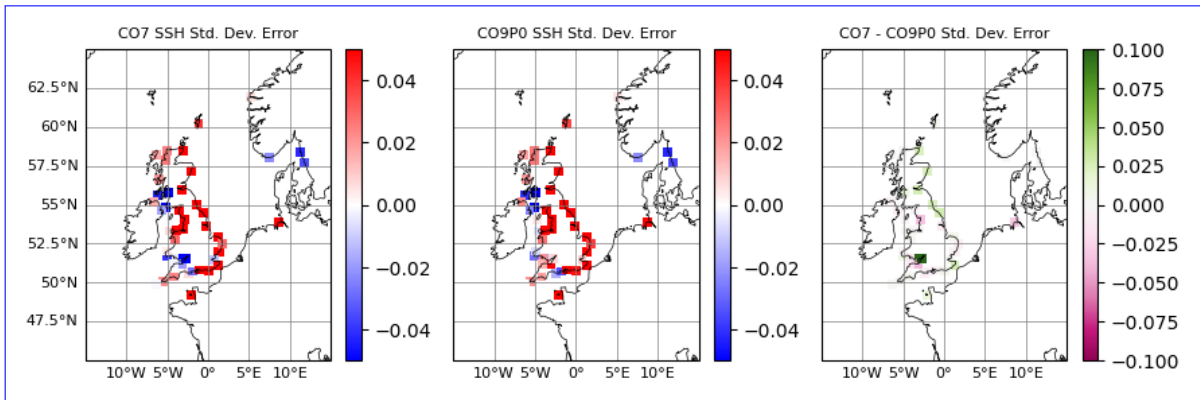 CO7 SSH Std. Dev. Error
CO9P0 SSH Std. Dev. Error
CO7 - CO9P0 Std. Dev. Error
62.5°N
60°N
57.5°N
55°N
52.5°N
50°N
47.5°N
10°W 5°W 0° 5°E 10°E
0.04
0.02
0.00
−0.02
−0.04
10°W 5°W 0° 5°E 10°E
0.04
0.02
0.00
−0.02
−0.04
10°W 5°W 0° 5°E 10°E
0.100
0.075
0.050
0.025
0.000
−0.025
−0.050
−0.075
−0.100